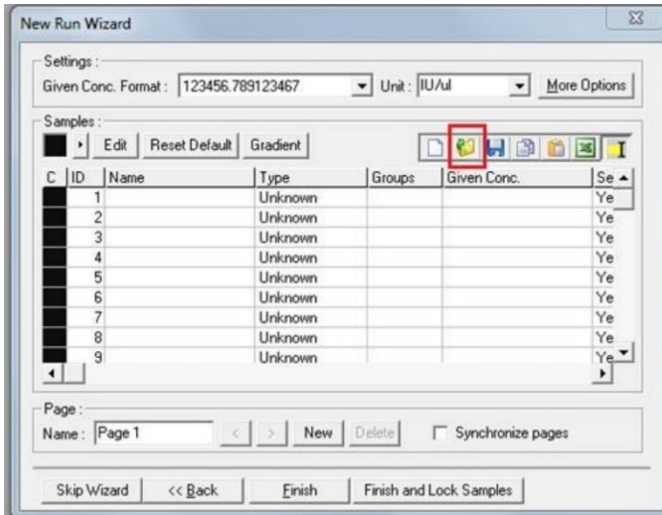 New Run Wizard
Settings :
Given Conc. Format : 123456.789123467 Unit : IU/ul More Options
Samples :
Edit Reset Default Gradient
C ID Name Type Groups Given Conc. Se
1 Unknown Ye
2 Unknown Ye
3 Unknown Ye
4 Unknown Ye
5 Unknown Ye
6 Unknown Ye
7 Unknown Ye
8 Unknown Ye
9 Unknown Ye
Page :
Name : Page 1 < > New Delete Synchronize pages
Skip Wizard << Back Finish Finish and Lock Samples